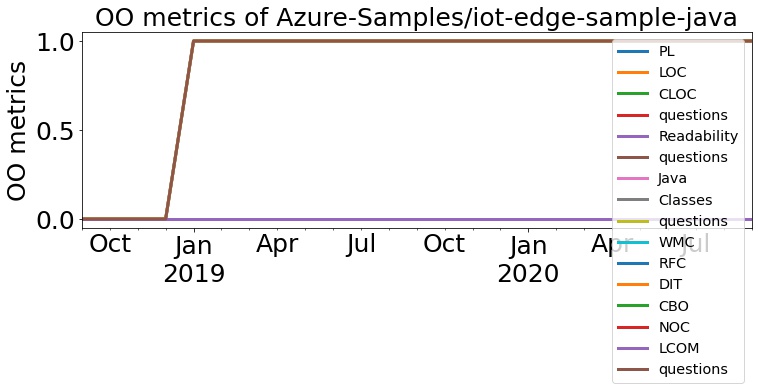 OO metrics of Azure-Samples/iot-edge-sample-java
OO metrics
1.0
0.5
0.0
Oct Jan Apr Jul Oct Jan Apr Jul
2019 2020
PL
LOC
CLOC
questions
Readability
questions
Java
Classes
questions
WMC
RFC
DIT
CBO
NOC
LCOM
questions